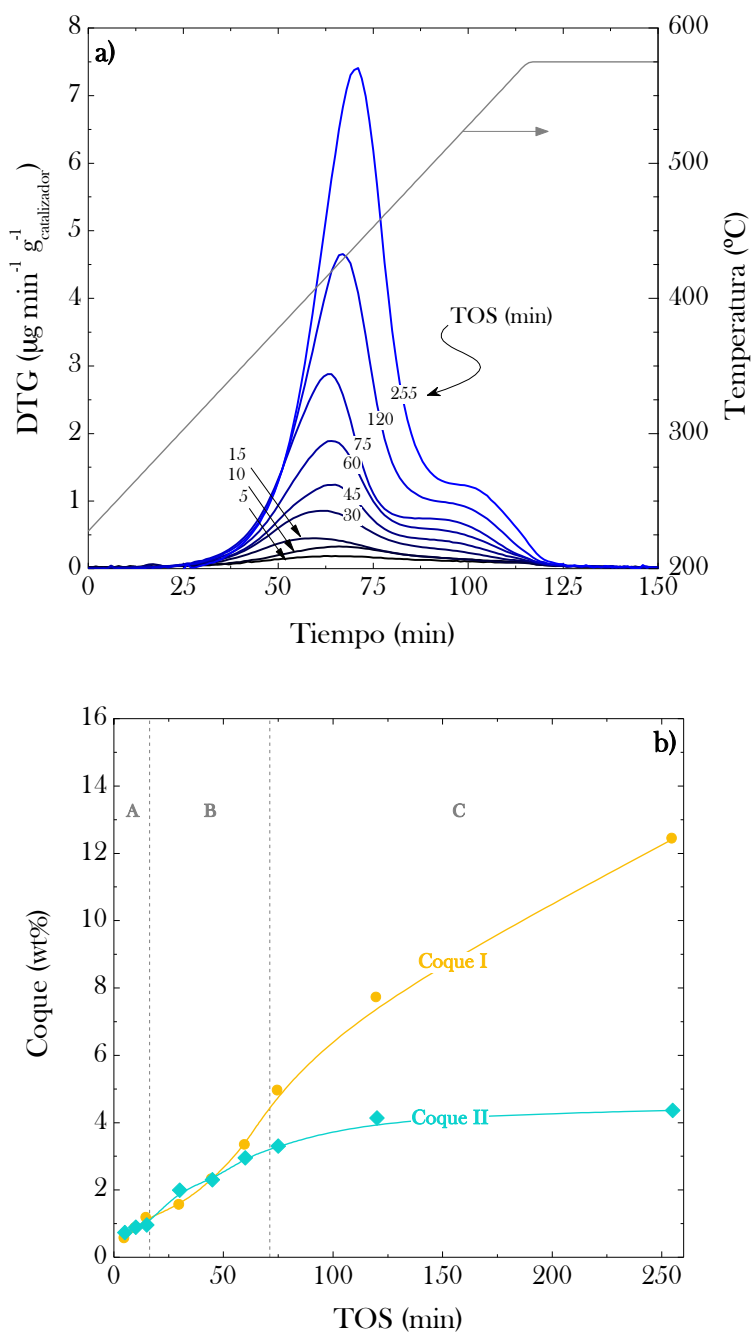 a)
8
7
6
5
4
3
2
1
0
DTG (µg min-1 g-1catalizador)
600
500
400
300
200
Temperatura (ºC)
TOS (min)
255
120
75
60
45
30
15
10
5
0 25 50 75 100 125 150
Tiempo (min)
b)
16
14
12
10
8
6
4
2
0
Coque (wt%)
A B C
Coque I
Coque II
0 50 100 150 200 250
TOS (min)